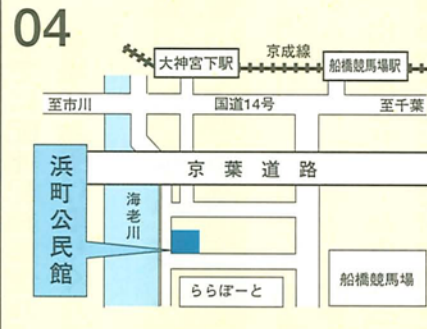 04
大神宮下駅
京成線
船橋競馬場駅
至市川
国道14号
至千葉
京葉道路
浜町公民館
海老川
ららぽーと
船橋競馬場